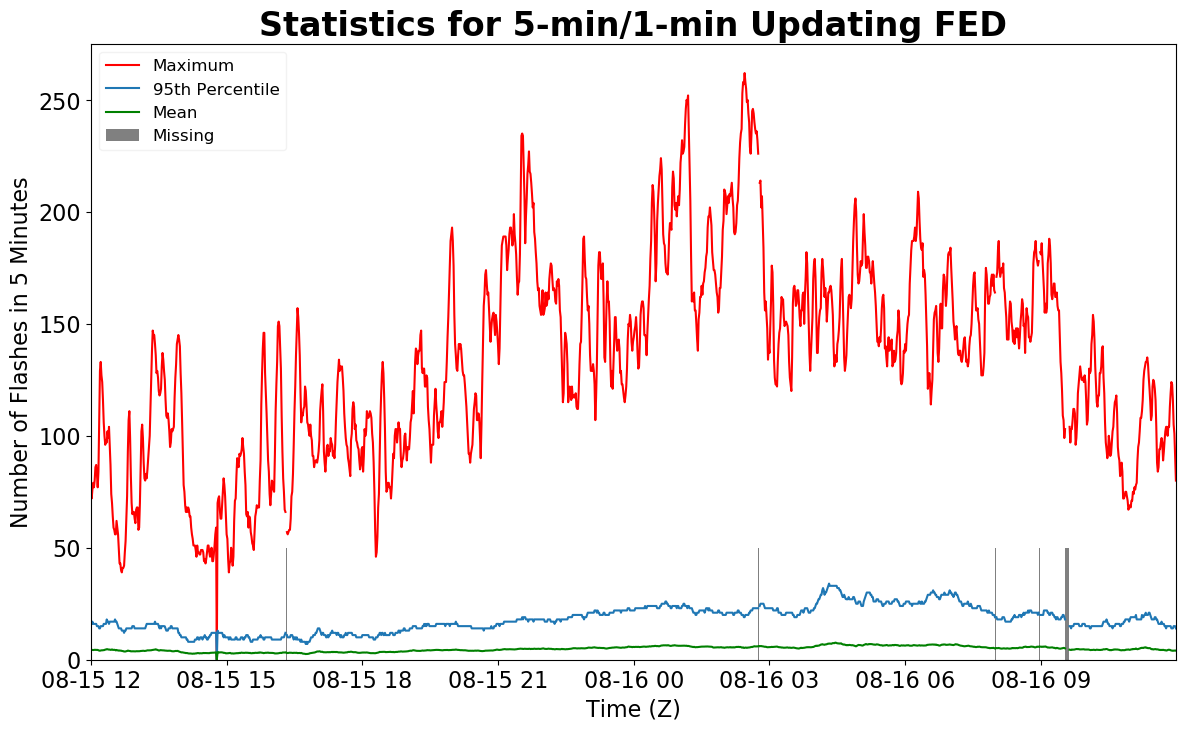 Statistics for 5-min/1-min Updating FED
Maximum
95th Percentile
Mean
Missing
Number of Flashes in 5 Minutes
250
200
150
100
50
0
08-15 12 08-15 15 08-15 18 08-15 21 08-16 00 08-16 03 08-16 06 08-16 09
Time (Z)